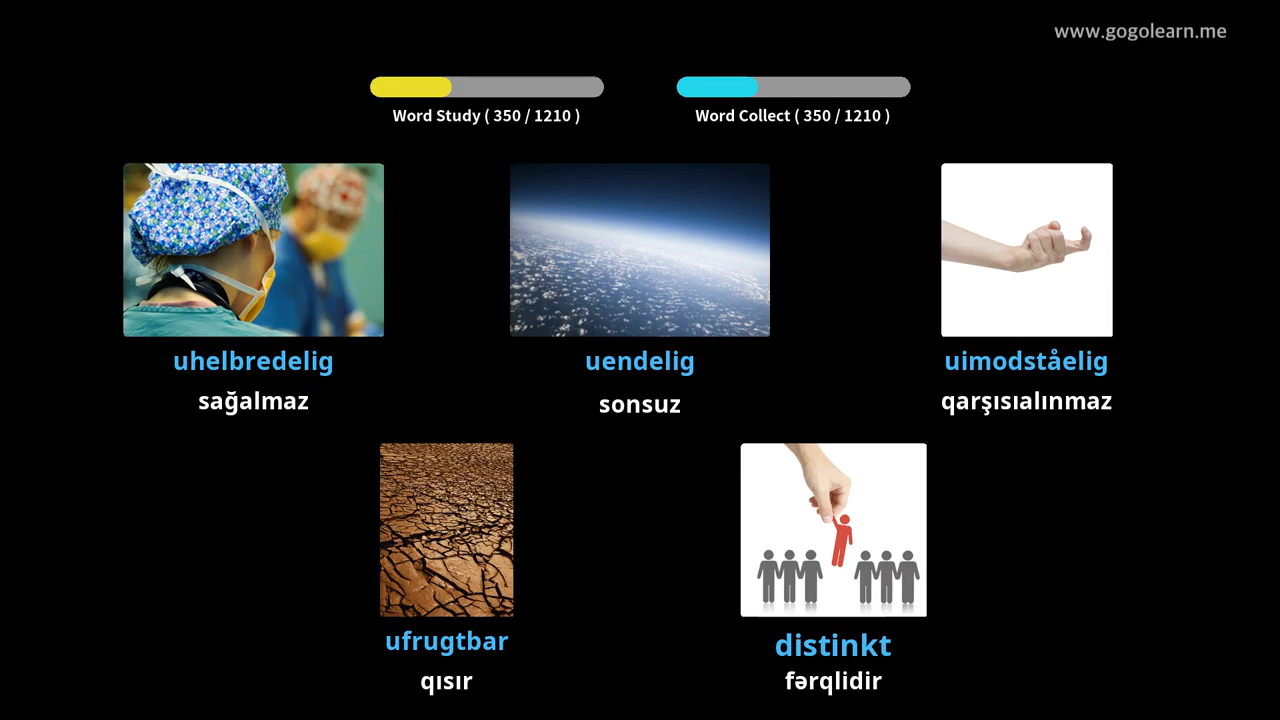 www.gogolearn.me
Word Study ( 350 / 1210 )
Word Collect ( 350 / 1210 )
uhelbredelig
sağalmaz
uendelig
sonsuz
uimodståelig
qarşısıalınmaz
ufrugtbar
qısır
distinkt
fərqlidir